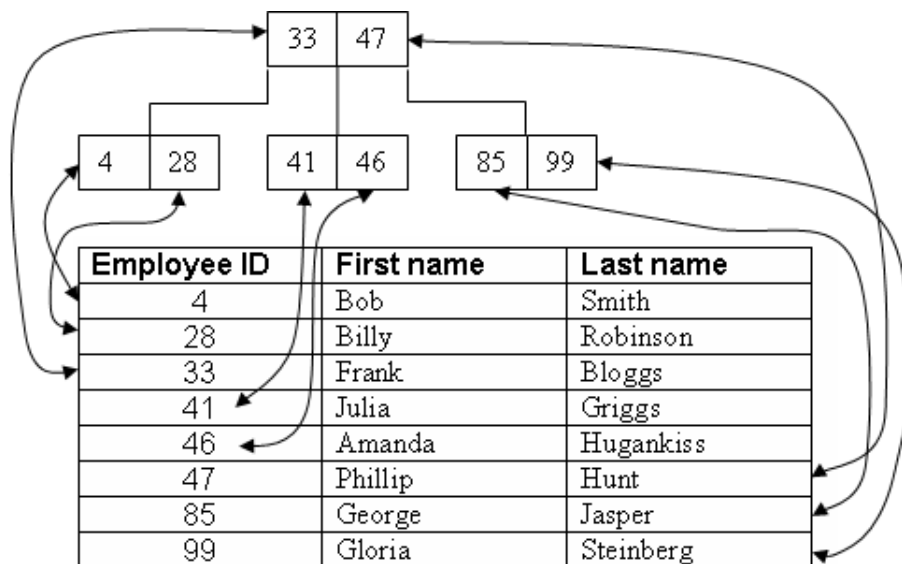 33 47
4 28 41 46 85 99
Employee ID First name Last name
4 Bob Smith
28 Billy Robinson
33 Frank Bloggs
41 Julia Griggs
46 Amanda Hugankiss
47 Phillip Hunt
85 George Jasper
99 Gloria Steinberg